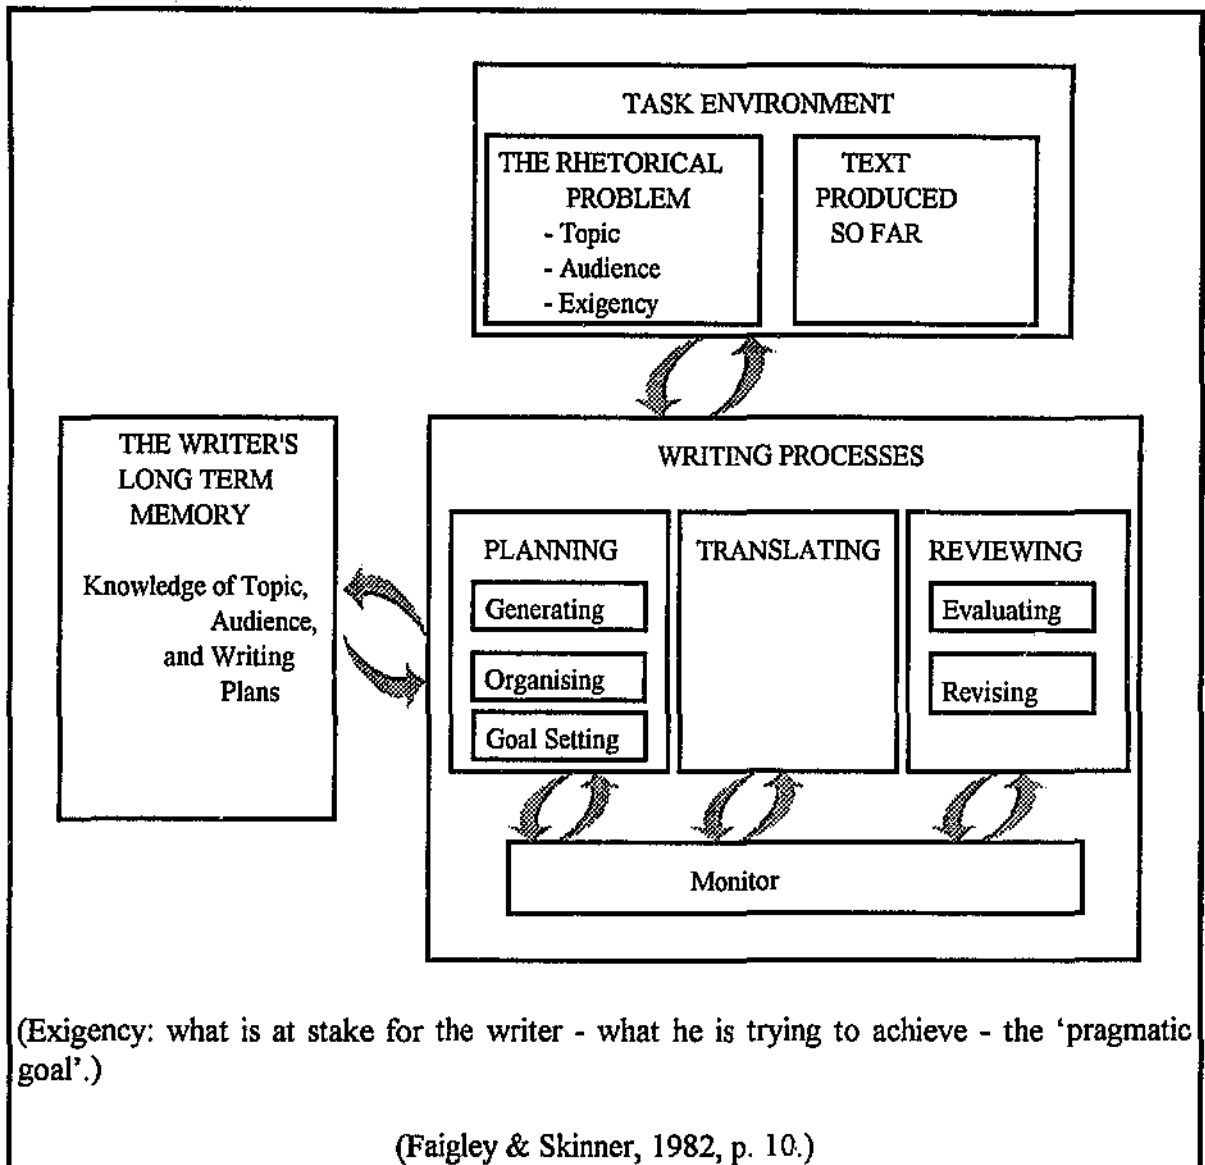 TASK ENVIRONMENT
THE RHETORICAL
PROBLEM
- Topic
- Audience
- Exigency
TEXT
PRODUCED
SO FAR
THE WRITER'S
LONG TERM
MEMORY
Knowledge of Topic,
Audience,
and Writing
Plans
WRITING PROCESSES
PLANNING
Generating
Organising
Goal Setting
TRANSLATING
REVIEWING
Evaluating
Revising
Monitor
(Exigency: what is at stake for the writer - what he is trying to achieve - the ‘pragmatic
goal’.)
(Faigley & Skinner, 1982, p. 10.)